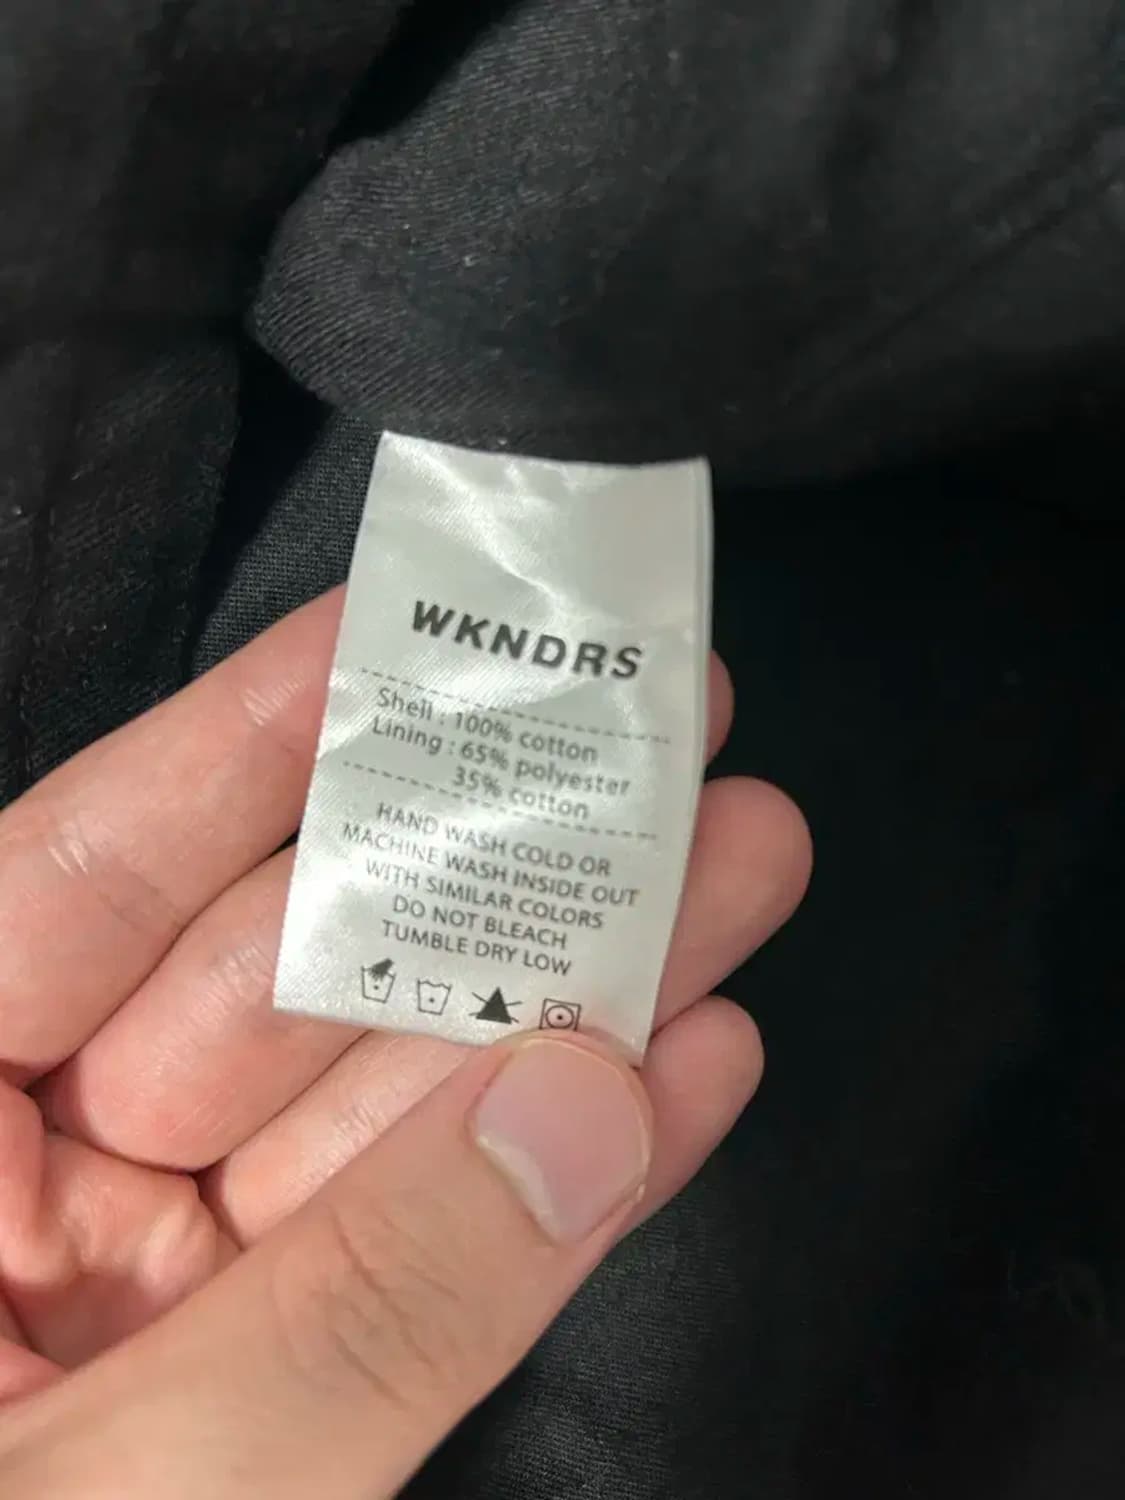 WKNDRS
Shell : 100% cotton
Lining : 65% polyester
35% cotton
HAND WASH COLD OR
MACHINE WASH INSIDE OUT
WITH SIMILAR COLORS
DO NOT BLEACH
TUMBLE DRY LOW